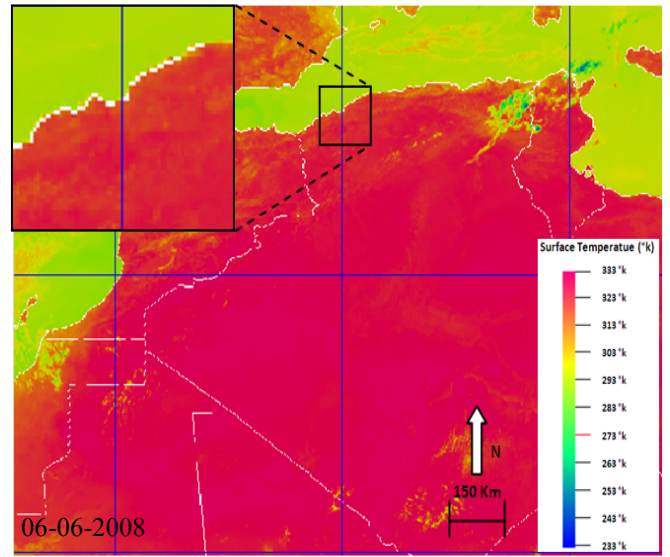 Surface Temperatue (°k)
333 °k
323 °k
313 °k
303 °k
293 °k
283 °k
273 °k
263 °k
253 °k
243 °k
233 °k
N
150 Km
06-06-2008